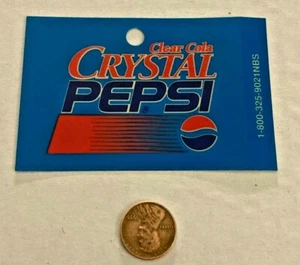 Clear Cola
CRYSTAL
PEPSI
1-800-325-9021NBS